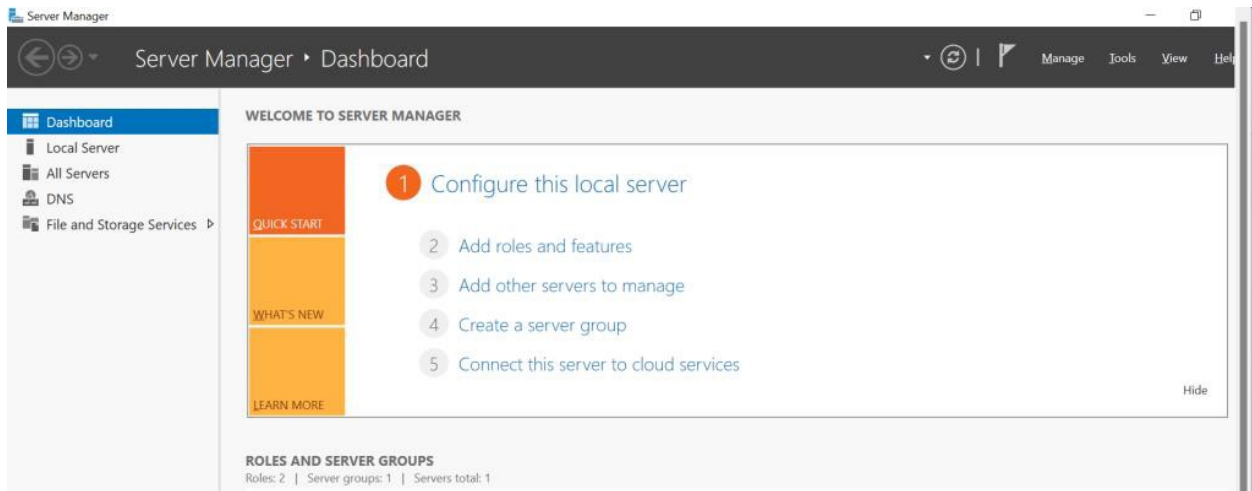 Server Manager
Server Manager ‣ Dashboard
Manage Tools View Help
Dashboard
Local Server
All Servers
DNS
File and Storage Services
WELCOME TO SERVER MANAGER
QUICK START
WHAT'S NEW
LEARN MORE
1 Configure this local server
2 Add roles and features
3 Add other servers to manage
4 Create a server group
5 Connect this server to cloud services
Hide
ROLES AND SERVER GROUPS
Roles: 2 | Server groups: 1 | Servers total: 1